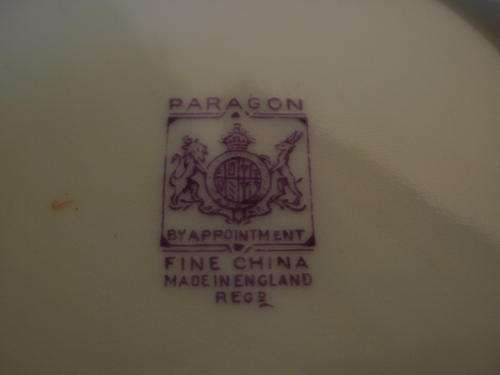 PARAGON
BY APPOINTMENT
FINE CHINA
MADE IN ENGLAND
REGD